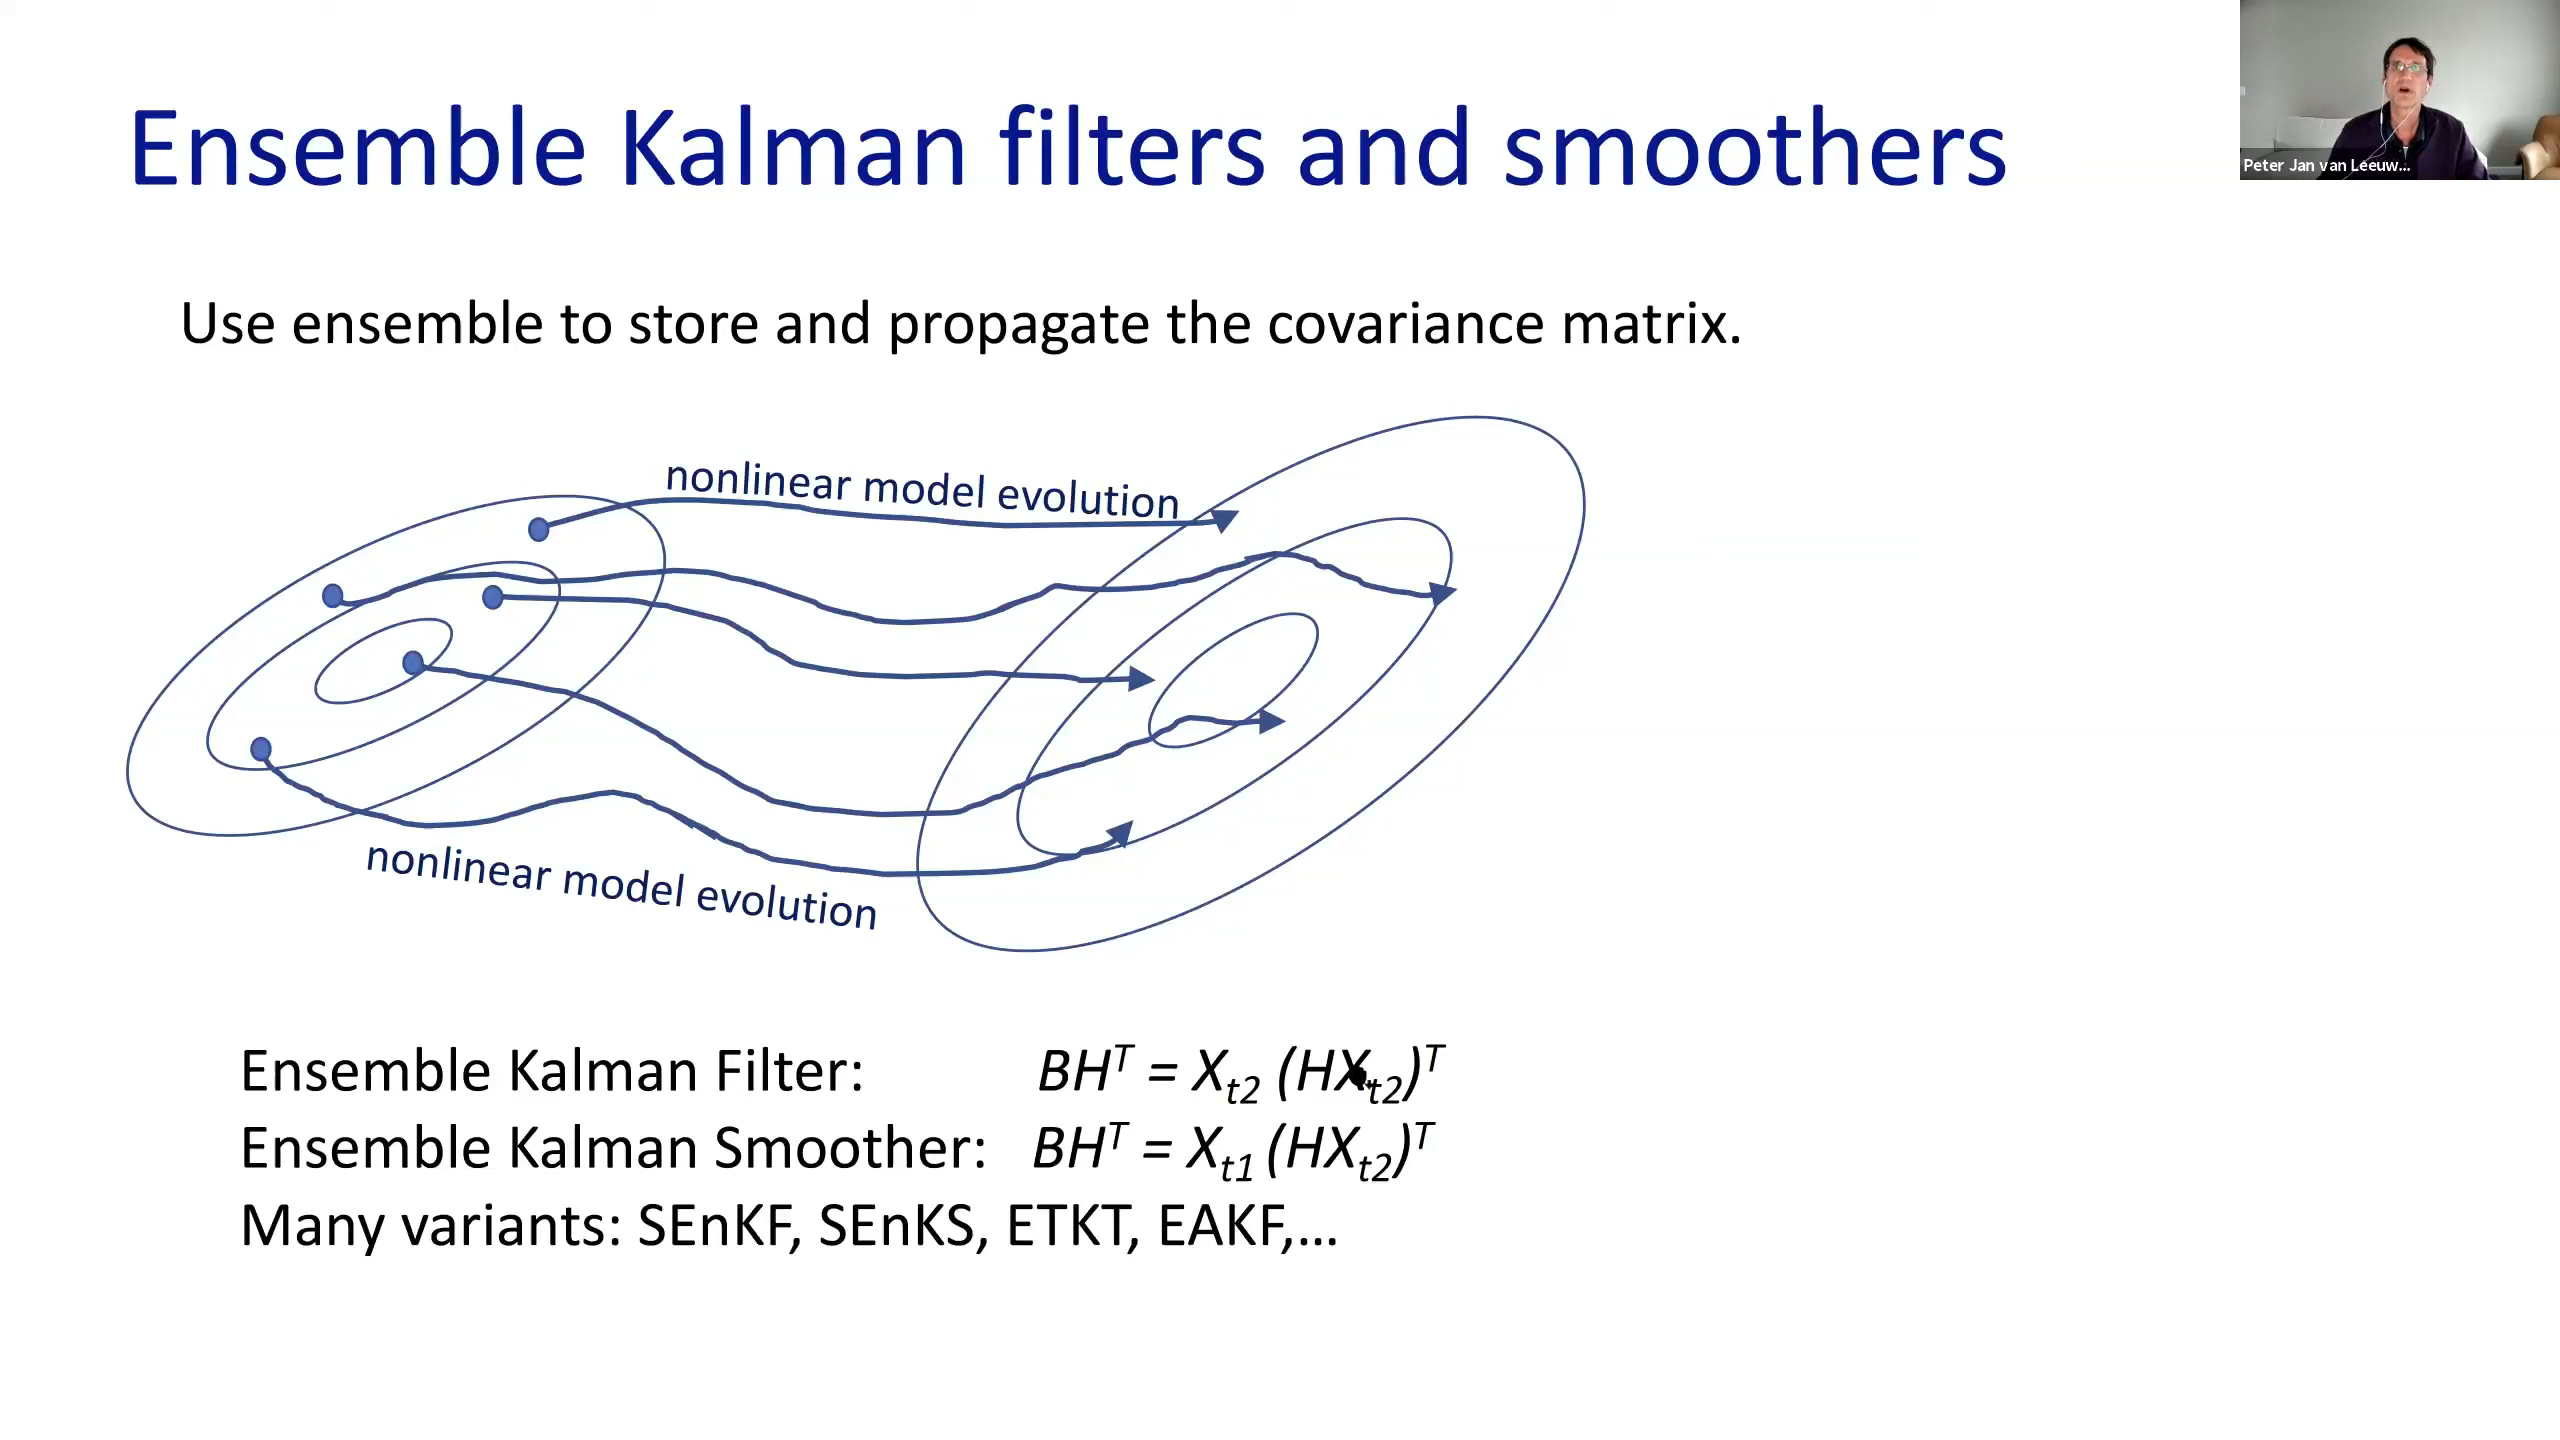 Ensemble Kalman filters and smoothers
Peter Jan van Leeuw...
Use ensemble to store and propagate the covariance matrix.
nonlinear model evolution
nonlinear model evolution
Ensemble Kalman Filter: BH^T = X_t2 (HX_t2)^T
Ensemble Kalman Smoother: BH^T = X_t1 (HX_t2)^T
Many variants: SEnKF, SEnKS, ETKT, EAKF,...